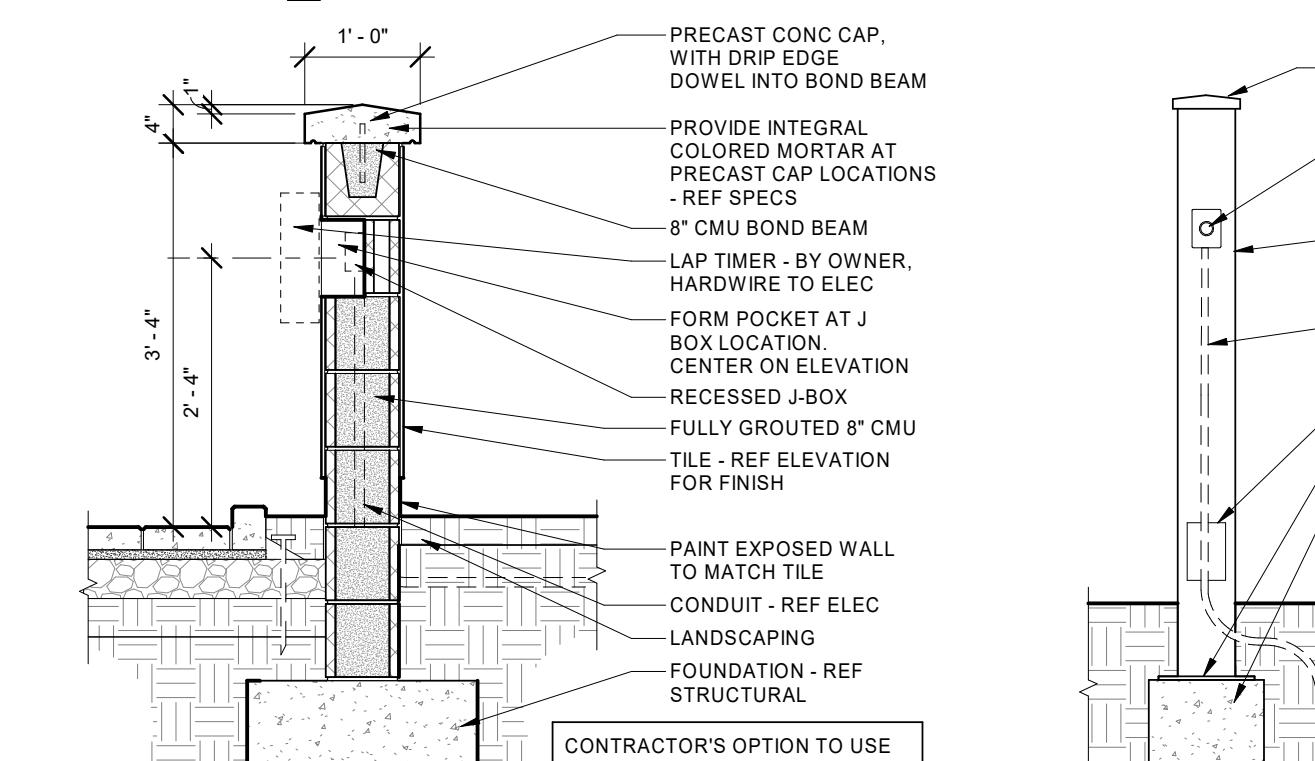 1' - 0"
1"
4"
3' - 4"
2' - 4"
PRECAST CONC CAP,
WITH DRIP EDGE
DOWEL INTO BOND BEAM
PROVIDE INTEGRAL
COLORED MORTAR AT
PRECAST CAP LOCATIONS
- REF SPECS
8" CMU BOND BEAM
LAP TIMER - BY OWNER,
HARDWIRE TO ELEC
FORM POCKET AT J
BOX LOCATION.
CENTER ON ELEVATION
RECESSED J-BOX
FULLY GROUTED 8" CMU
TILE - REF ELEVATION
FOR FINISH
PAINT EXPOSED WALL
TO MATCH TILE
CONDUIT - REF ELEC
LANDSCAPING
FOUNDATION - REF
STRUCTURAL
CONTRACTOR'S OPTION TO USE